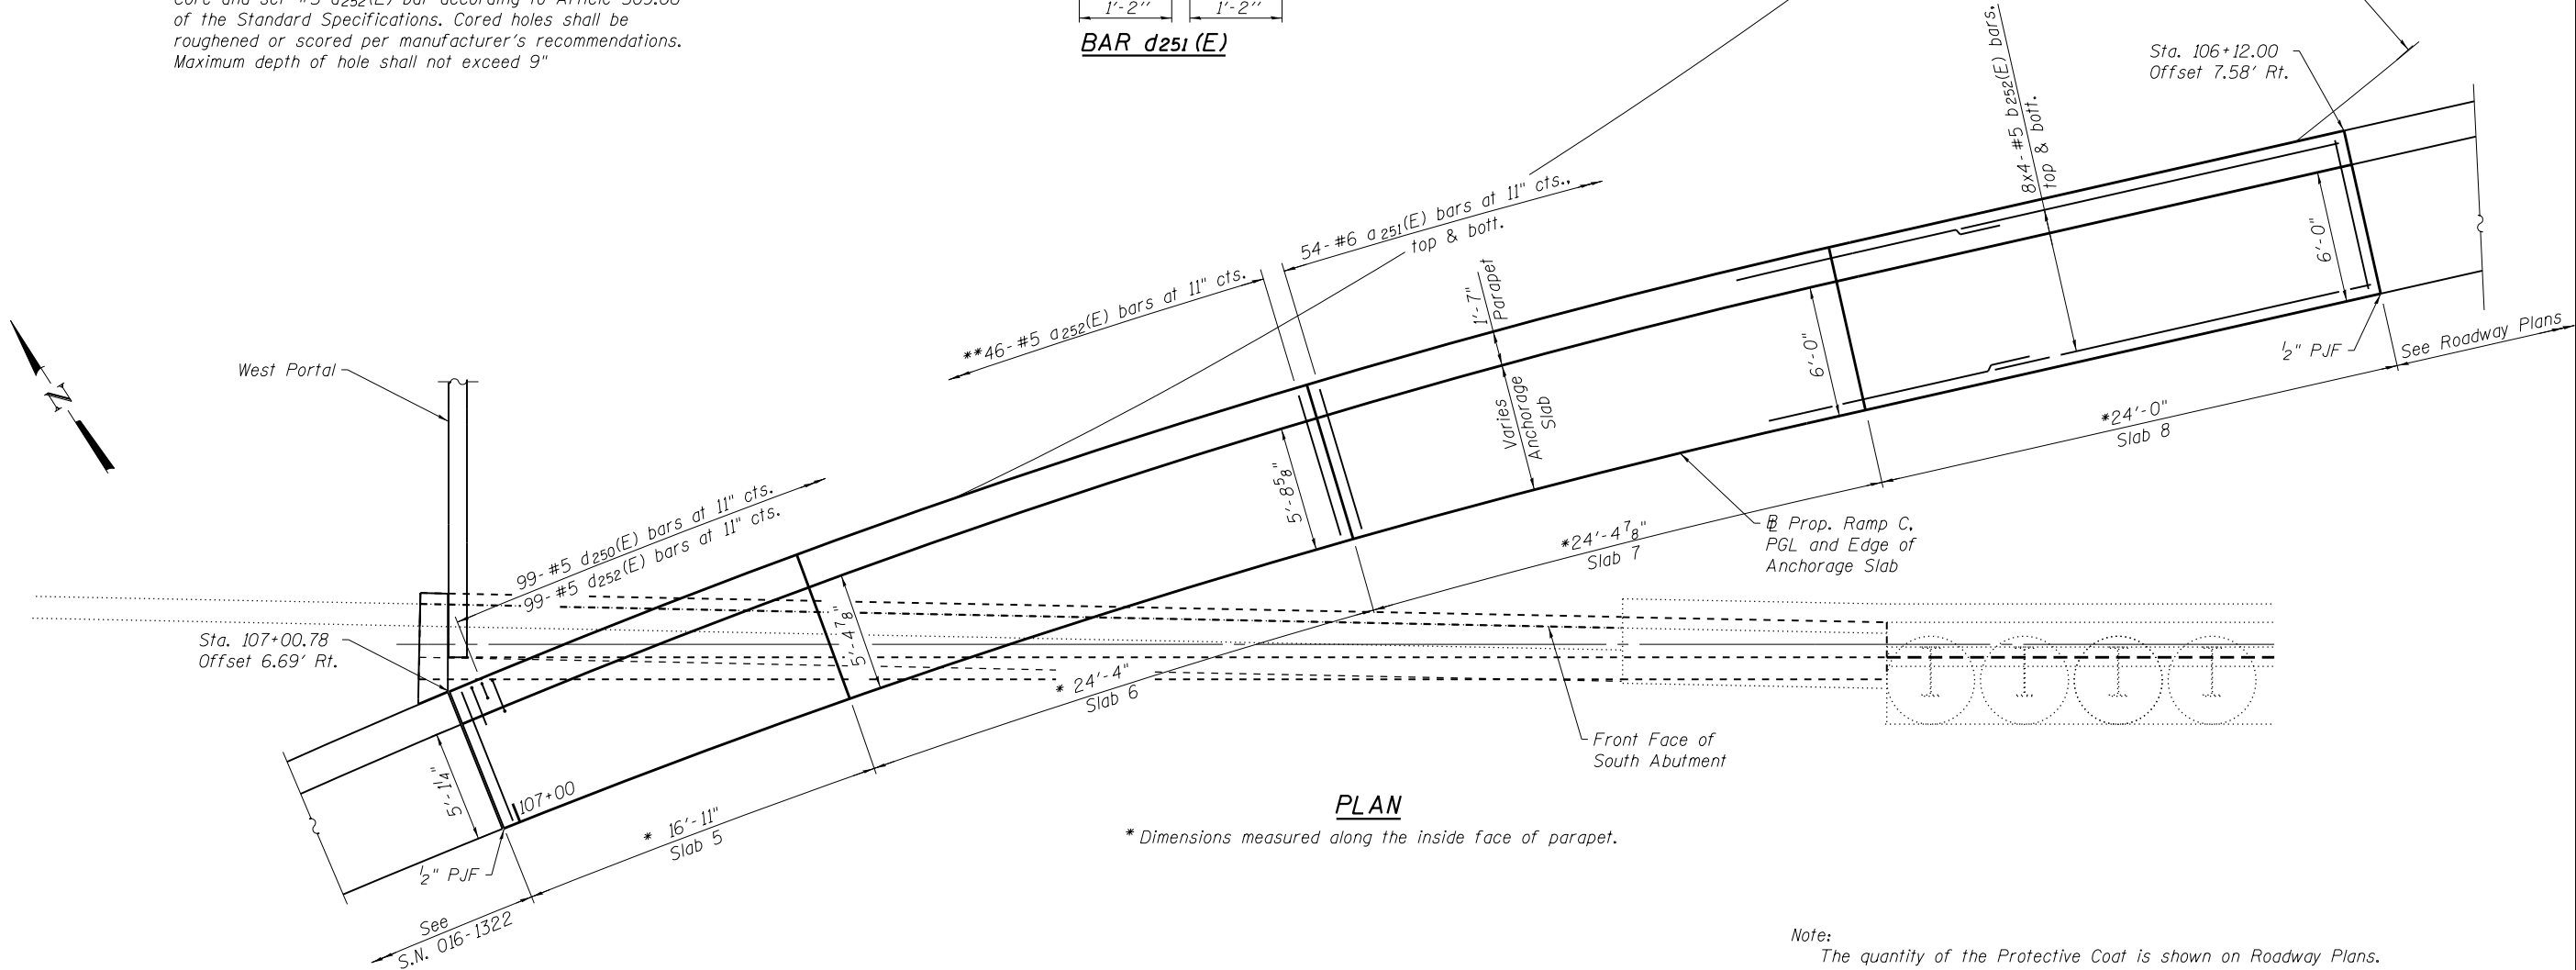 of the Standard Specifications. Cored holes shall be
roughened or scored per manufacturer's recommendations.
Maximum depth of hole shall not exceed 9"
1'-2"
1'-2"
BAR d251 (E)
Sta. 106+12.00
Offset 7.58' Rt.
8x4-#5 b252(E) bars.
top & bott.
54-#6 a251(E) bars at 11" cts.,
top & bott.
**46-#5 a252(E) bars at 11" cts.
1'-7"
Parapet
Varies
Anchorage
Slab
6'-0"
6'-0"
See Roadway Plans
1/2" PJF
*24'-0"
Slab 8
N
West Portal
5'-8 5/8"
99-#5 d250(E) bars at 11" cts.
99-#5 d252(E) bars at 11" cts.
*24'-4 7/8"
Slab 7
℄ Prop. Ramp C,
PGL and Edge of
Anchorage Slab
Sta. 107+00.78
Offset 6.69' Rt.
5'-4 7/8"
* 24'-4"
Slab 6
Front Face of
South Abutment
5'-1 1/4"
107+00
* 16'-11"
Slab 5
1/2" PJF
See
S.N. 016-1322
PLAN
* Dimensions measured along the inside face of parapet.
Note:
The quantity of the Protective Coat is shown on Roadway Plans.